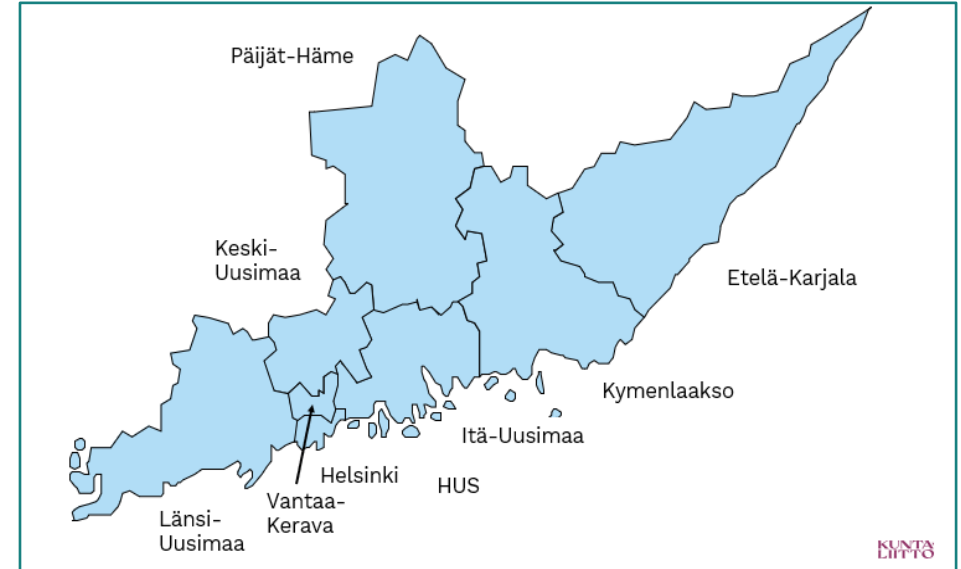 Päijät-Häme
Keski-
Uusimaa
Etelä-Karjala
Kymenlaakso
Itä-Uusimaa
Helsinki
HUS
Vantaa-
Kerava
Länsi-
Uusimaa
KUNTA
LIITTO